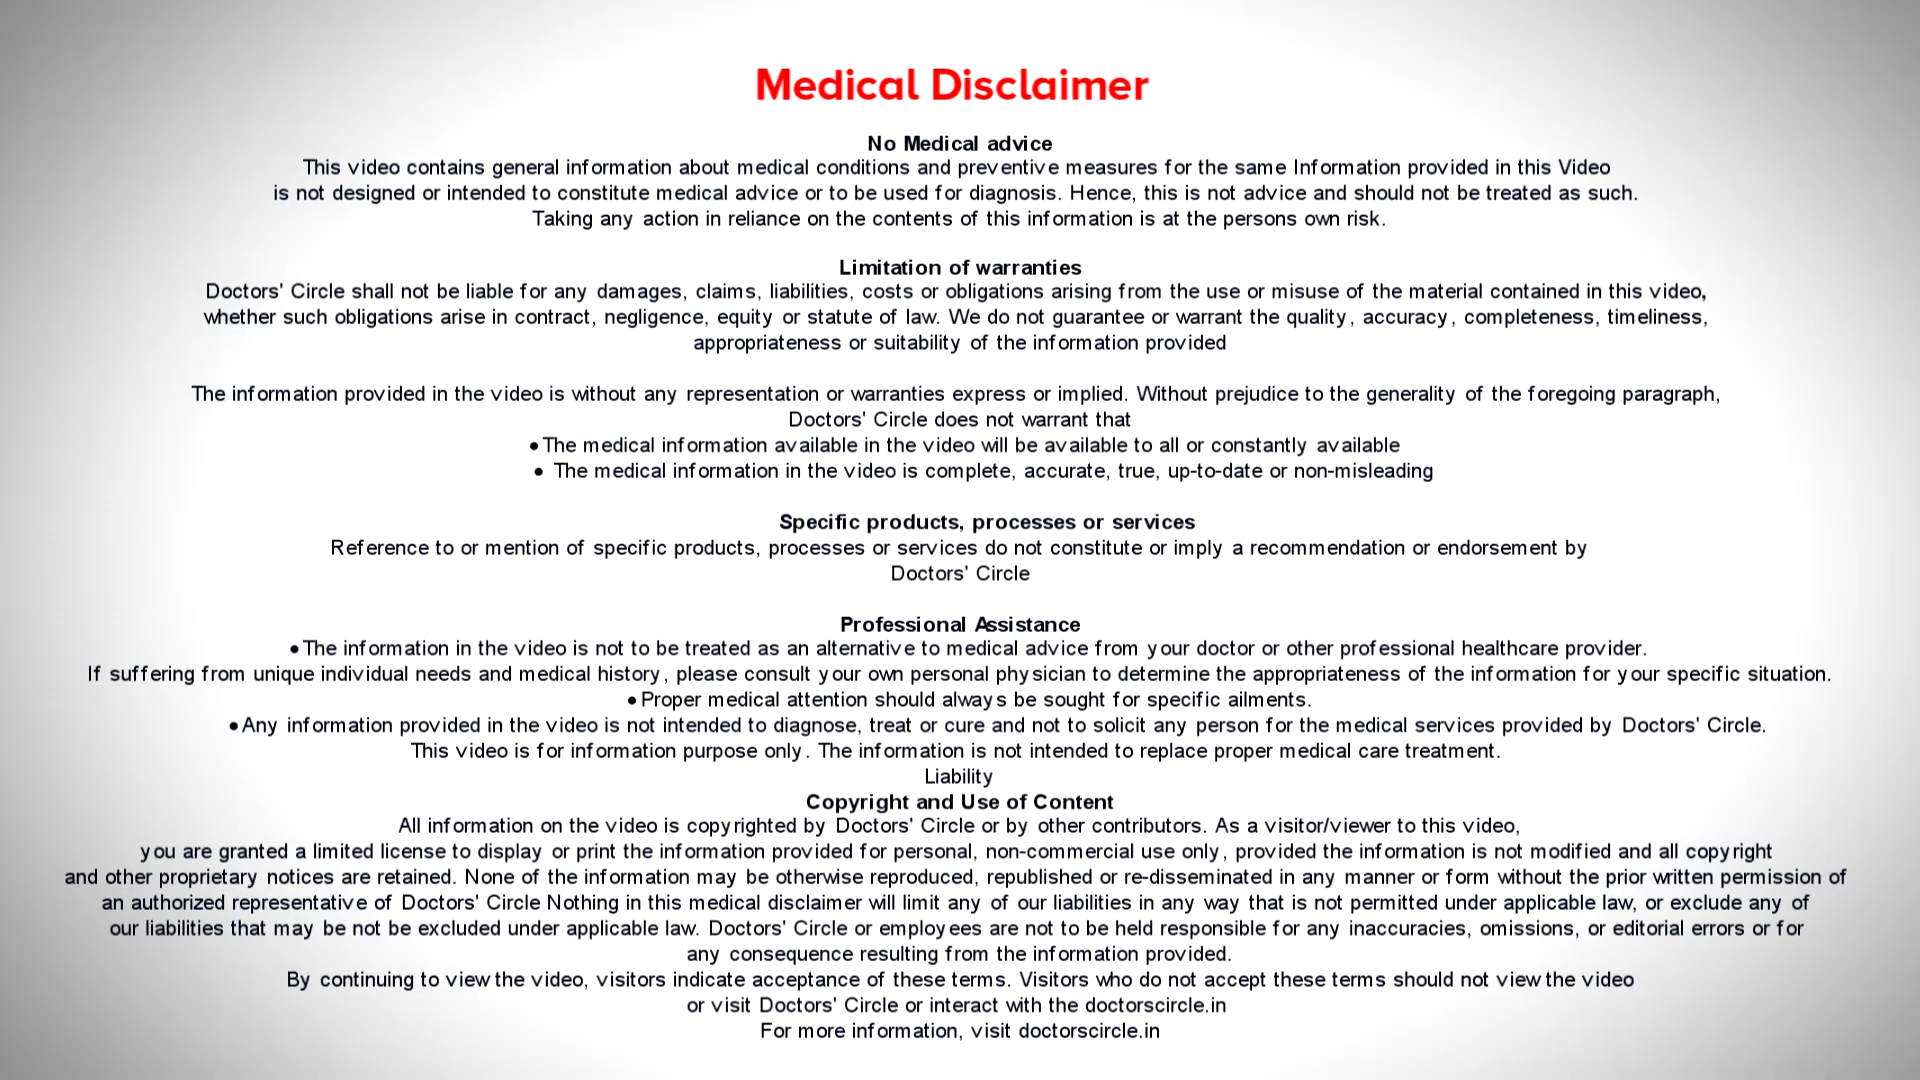 Medical Disclaimer
No Medical advice
This video contains general information about medical conditions and preventive measures for the same Information provided in this Video
is not designed or intended to constitute medical advice or to be used for diagnosis. Hence, this is not advice and should not be treated as such.
Taking any action in reliance on the contents of this information is at the persons own risk.
Limitation of warranties
Doctors' Circle shall not be liable for any damages, claims, liabilities, costs or obligations arising from the use or misuse of the material contained in this video,
whether such obligations arise in contract, negligence, equity or statute of law. We do not guarantee or warrant the quality, accuracy, completeness, timeliness,
appropriateness or suitability of the information provided
The information provided in the video is without any representation or warranties express or implied. Without prejudice to the generality of the foregoing paragraph,
Doctors' Circle does not warrant that
• The medical information available in the video will be available to all or constantly available
• The medical information in the video is complete, accurate, true, up-to-date or non-misleading
Specific products, processes or services
Reference to or mention of specific products, processes or services do not constitute or imply a recommendation or endorsement by
Doctors' Circle
Professional Assistance
• The information in the video is not to be treated as an alternative to medical advice from your doctor or other professional healthcare provider.
If suffering from unique individual needs and medical history, please consult your own personal physician to determine the appropriateness of the information for your specific situation.
• Proper medical attention should always be sought for specific ailments.
• Any information provided in the video is not intended to diagnose, treat or cure and not to solicit any person for the medical services provided by Doctors' Circle.
This video is for information purpose only. The information is not intended to replace proper medical care treatment.
Liability
Copyright and Use of Content
All information on the video is copyrighted by Doctors' Circle or by other contributors. As a visitor/viewer to this video,
you are granted a limited license to display or print the information provided for personal, non-commercial use only, provided the information is not modified and all copyright
and other proprietary notices are retained. None of the information may be otherwise reproduced, republished or re-disseminated in any manner or form without the prior written permission of
an authorized representative of Doctors' Circle Nothing in this medical disclaimer will limit any of our liabilities in any way that is not permitted under applicable law, or exclude any of
our liabilities that may be not be excluded under applicable law. Doctors' Circle or employees are not to be held responsible for any inaccuracies, omissions, or editorial errors or for
any consequence resulting from the information provided.
By continuing to view the video, visitors indicate acceptance of these terms. Visitors who do not accept these terms should not view the video
or visit Doctors' Circle or interact with the doctorscircle.in
For more information, visit doctorscircle.in